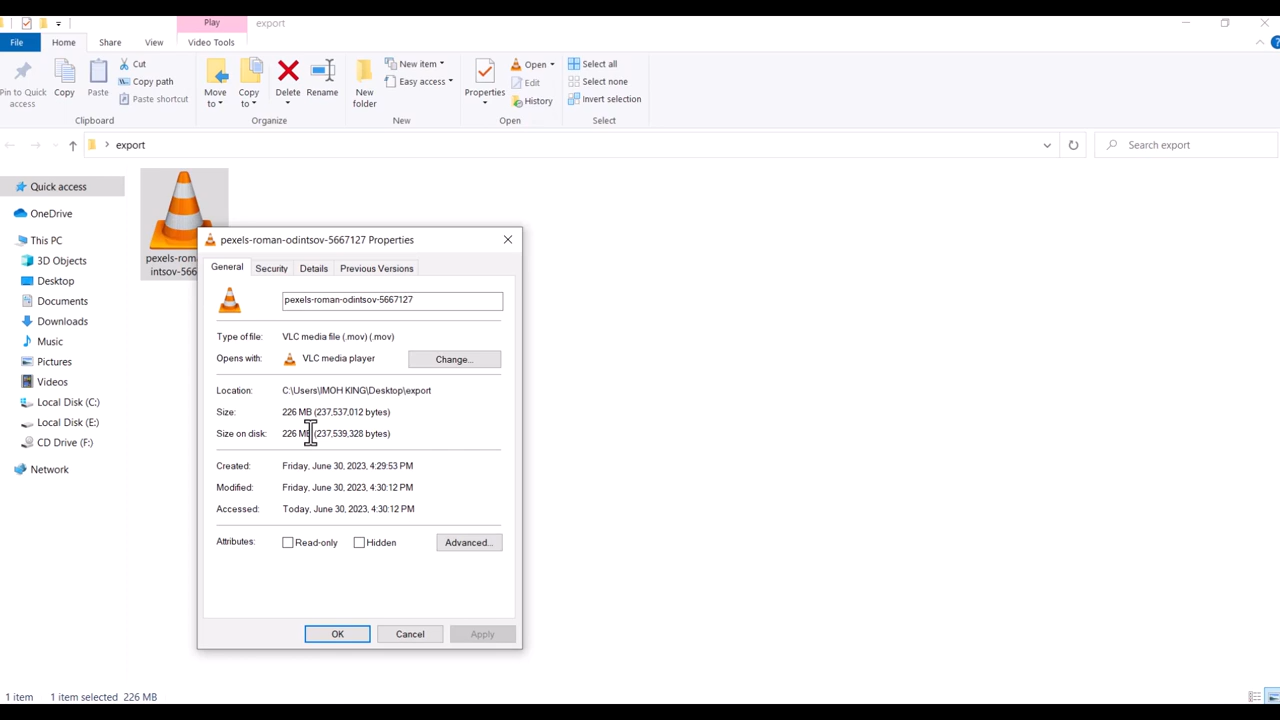 Play export
File Home Share View Video Tools
Pin to Quick access
Copy
Paste
Cut
Copy path
Paste shortcut
Clipboard
Move to
Copy to
Delete
Rename
Organize
New folder
New item
Easy access
New
Properties
Open
Edit
History
Open
Select all
Select none
Invert selection
Select
export
Search export
Quick access
OneDrive
This PC
3D Objects
Desktop
Documents
Downloads
Music
Pictures
Videos
Local Disk (C:)
Local Disk (E:)
CD Drive (F:)
Network
pexels-rom
intsov-566
pexels-roman-odintsov-5667127 Properties
General Security Details Previous Versions
pexels-roman-odintsov-5667127
Type of file: VLC media file (.mov) (.mov)
Opens with: VLC media player Change...
Location: C:\Users\IMOH KING\Desktop\export
Size: 226 MB (237,537,012 bytes)
Size on disk: 226 MB (237,539,328 bytes)
Created: Friday, June 30, 2023, 4:29:53 PM
Modified: Friday, June 30, 2023, 4:30:12 PM
Accessed: Today, June 30, 2023, 4:30:12 PM
Attributes: Read-only Hidden Advanced...
OK Cancel Apply
1 item 1 item selected 226 MB